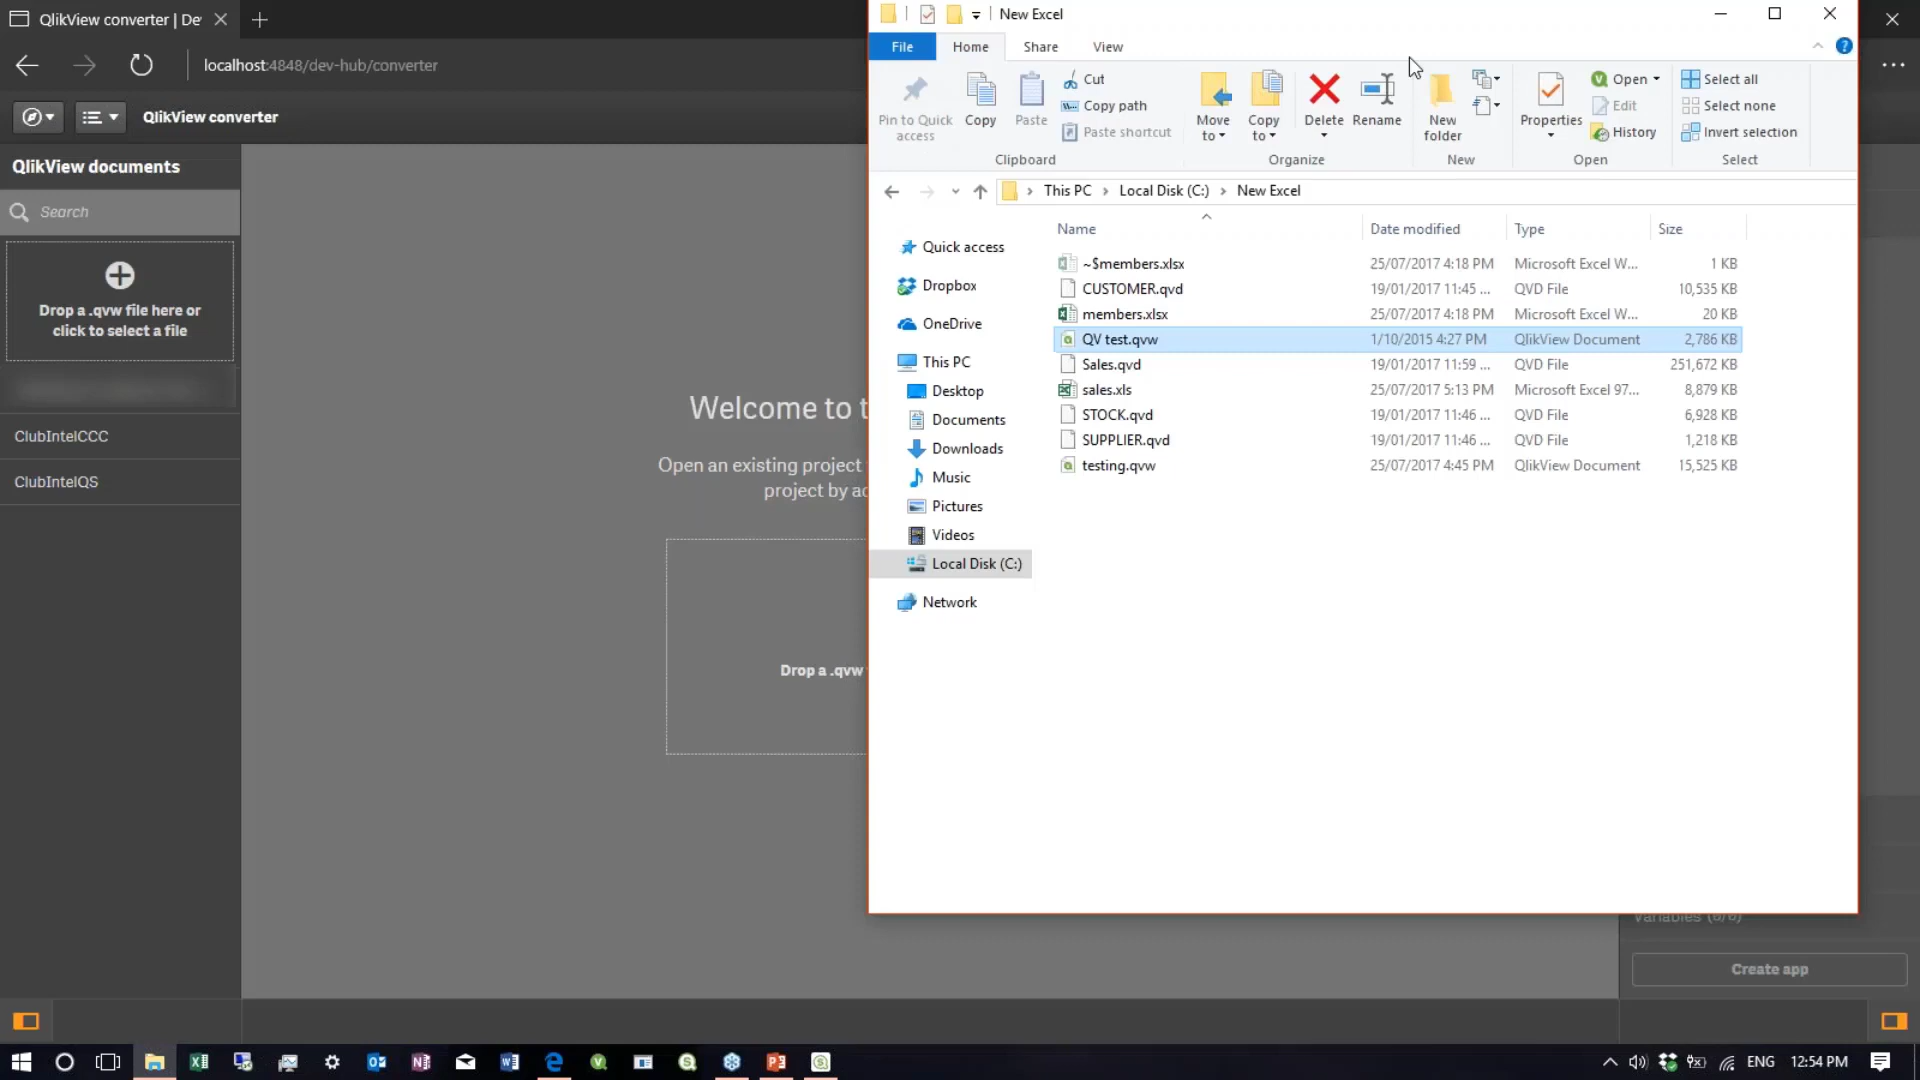 QlikView converter | De
localhost:4848/dev-hub/converter
QlikView converter
QlikView documents
Search
Drop a .qvw file here or
click to select a file
ClubIntelCCC
ClubIntelQS
Welcome to t
Open an existing project
project by ad
Drop a .qvw
New Excel
File Home Share View
Pin to Quick
access
Copy
Paste
Cut
Copy path
Paste shortcut
Clipboard
Move
to
Copy
to
Delete
Rename
Organize
New
folder
New
Properties
Open
Edit
History
Open
Select all
Select none
Invert selection
Select
This PC Local Disk (C:) New Excel
Quick access
Dropbox
OneDrive
This PC
Desktop
Documents
Downloads
Music
Pictures
Videos
Local Disk (C:)
Network
Name Date modified Type Size
~$members.xlsx 25/07/2017 4:18 PM Microsoft Excel W... 1 KB
CUSTOMER.qvd 19/01/2017 11:45 ... QVD File 10,535 KB
members.xlsx 25/07/2017 4:18 PM Microsoft Excel W... 20 KB
QV test.qvw 1/10/2015 4:27 PM QlikView Document 2,786 KB
Sales.qvd 19/01/2017 11:59 ... QVD File 251,672 KB
sales.xls 25/07/2017 5:13 PM Microsoft Excel 97... 8,879 KB
STOCK.qvd 19/01/2017 11:46 ... QVD File 6,928 KB
SUPPLIER.qvd 19/01/2017 11:46 ... QVD File 1,218 KB
testing.qvw 25/07/2017 4:45 PM QlikView Document 15,525 KB
Variables (0/0)
Create app
ENG 12:54 PM